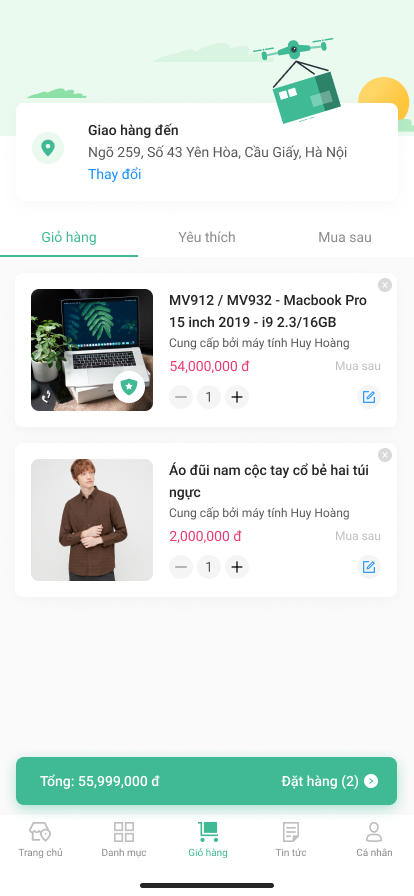 Giao hàng đến
Ngõ 259, Số 43 Yên Hòa, Cầu Giấy, Hà Nội
Thay đổi
Giỏ hàng
Yêu thích
Mua sau
MV912 / MV932 - Macbook Pro
15 inch 2019 - i9 2.3/16GB
Cung cấp bởi máy tính Huy Hoàng
54,000,000 đ
Mua sau
1
Áo đũi nam cộc tay cổ bẻ hai túi
ngực
Cung cấp bởi máy tính Huy Hoàng
2,000,000 đ
Mua sau
1
Tổng: 55,999,000 đ
Đặt hàng (2)
Trang chủ
Danh mục
Giỏ hàng
Tin tức
Cá nhân